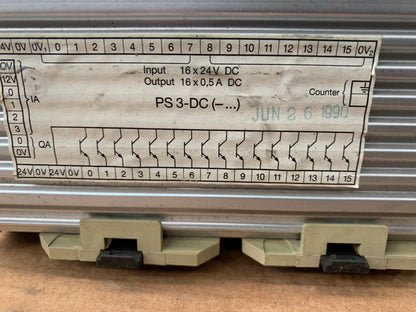 24V 0V 0V1 0 1 2 3 4 5 6 7 8 9 10 11 12 13 14 15 0V2
0V
12V
0
1 IA
2
3
0 QA
0V
Input 16 x 24 V DC
Output 16 x 0,5 A DC
Counter
PS 3-DC (–...)
JUN 26 1990
24V 0V 24V 0V 0 1 2 3 4 5 6 7 8 9 10 11 12 13 14 15